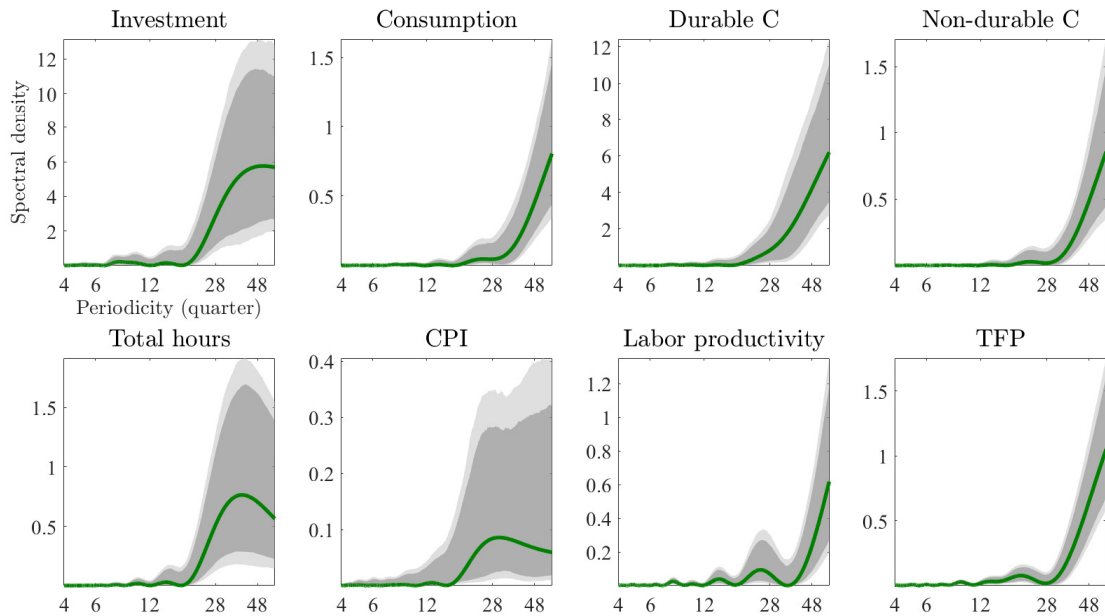 Investment
Consumption
Durable C
Non-durable C
Spectral density
12
10
8
6
4
2
4 6 12 28 48
Periodicity (quarter)
1.5
1
0.5
4 6 12 28 48
12
10
8
6
4
2
4 6 12 28 48
1.5
1
0.5
4 6 12 28 48
Total hours
CPI
Labor productivity
TFP
1.5
1
0.5
4 6 12 28 48
0.4
0.3
0.2
0.1
4 6 12 28 48
1.2
1
0.8
0.6
0.4
0.2
4 6 12 28 48
1.5
1
0.5
4 6 12 28 48